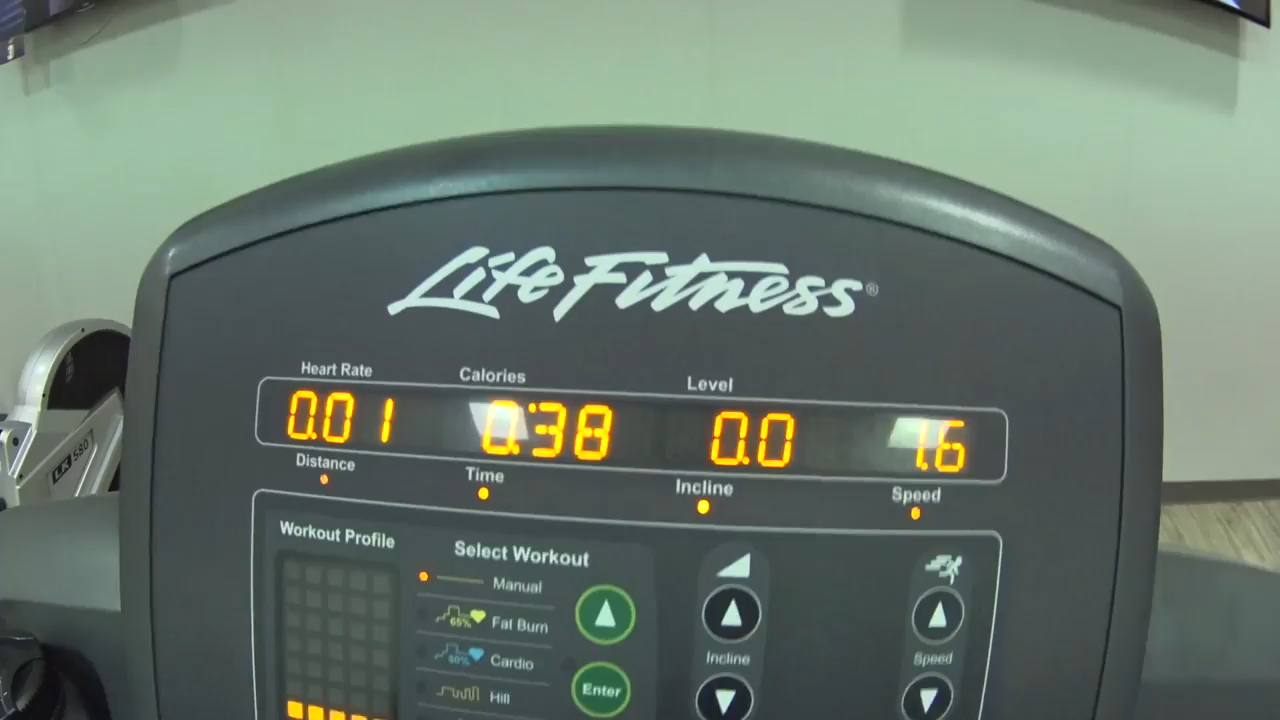 LifeFitness®
Heart Rate Calories Level
0.01 0:38 0.0 1.6
Distance Time Incline Speed
Workout Profile Select Workout
Manual
65% Fat Burn
80% Cardio
Hill
Enter
Incline Speed
LK 580